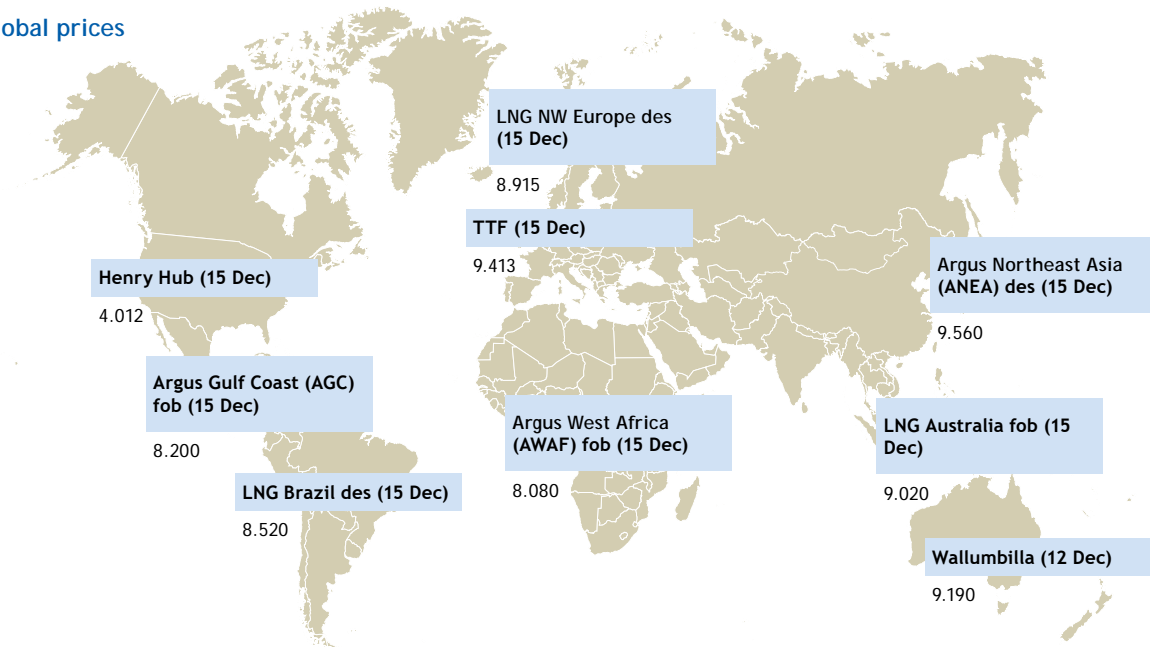 obal prices
LNG NW Europe des
(15 Dec)
8.915
TTF (15 Dec)
9.413
Henry Hub (15 Dec)
4.012
Argus Northeast Asia
(ANEA) des (15 Dec)
9.560
Argus Gulf Coast (AGC)
fob (15 Dec)
8.200
Argus West Africa
(AWAF) fob (15 Dec)
8.080
LNG Australia fob (15
Dec)
9.020
LNG Brazil des (15 Dec)
8.520
Wallumbilla (12 Dec)
9.190